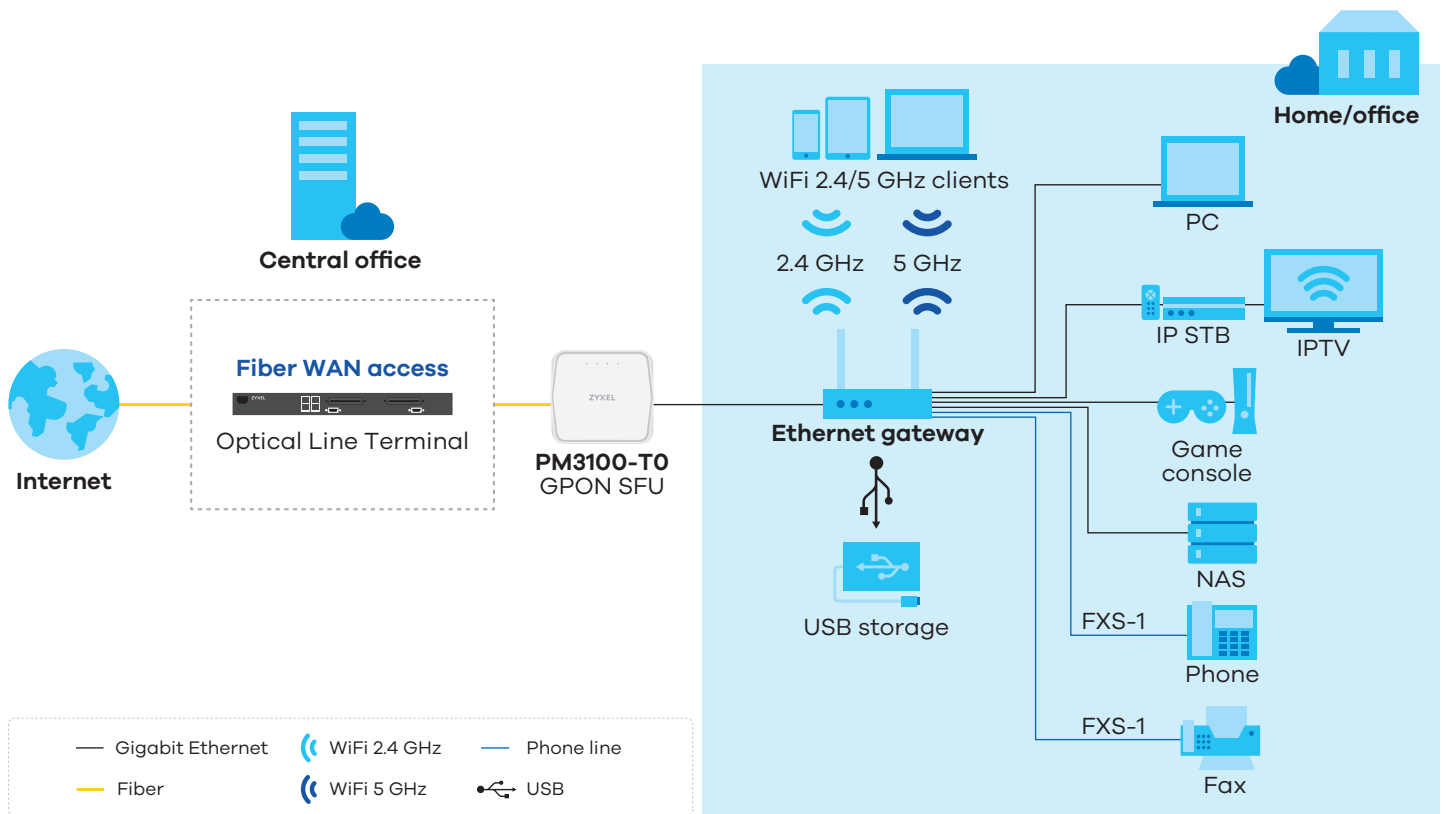 Home/office
Central office
WiFi 2.4/5 GHz clients
2.4 GHz
5 GHz
PC
IP STB
IPTV
Fiber WAN access
ZYXEL
Optical Line Terminal
Internet
ZYXEL
PM3100-T0
GPON SFU
Ethernet gateway
Game
console
NAS
USB storage
FXS-1
Phone
FXS-1
Fax
Gigabit Ethernet
WiFi 2.4 GHz
Phone line
Fiber
WiFi 5 GHz
USB